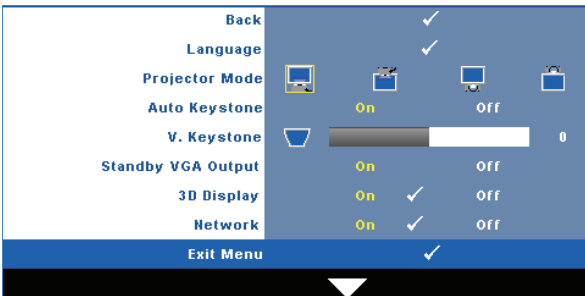 Back
Language
Projector Mode
Auto Keystone On Off
V. Keystone 0
Standby VGA Output On Off
3D Display On Off
Network On Off
Exit Menu